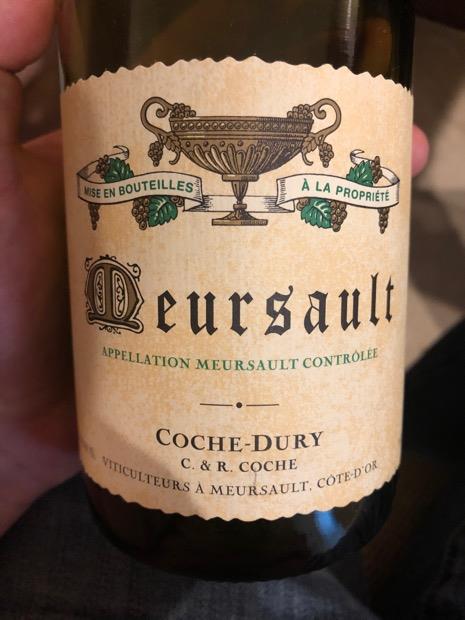 MISE EN BOUTEILLES
À LA PROPRIÉTÉ
Meursault
APPELLATION MEURSAULT CONTRÔLÉE
COCHE-DURY
C. & R. COCHE
VITICULTEURS À MEURSAULT, CÔTE-D'OR